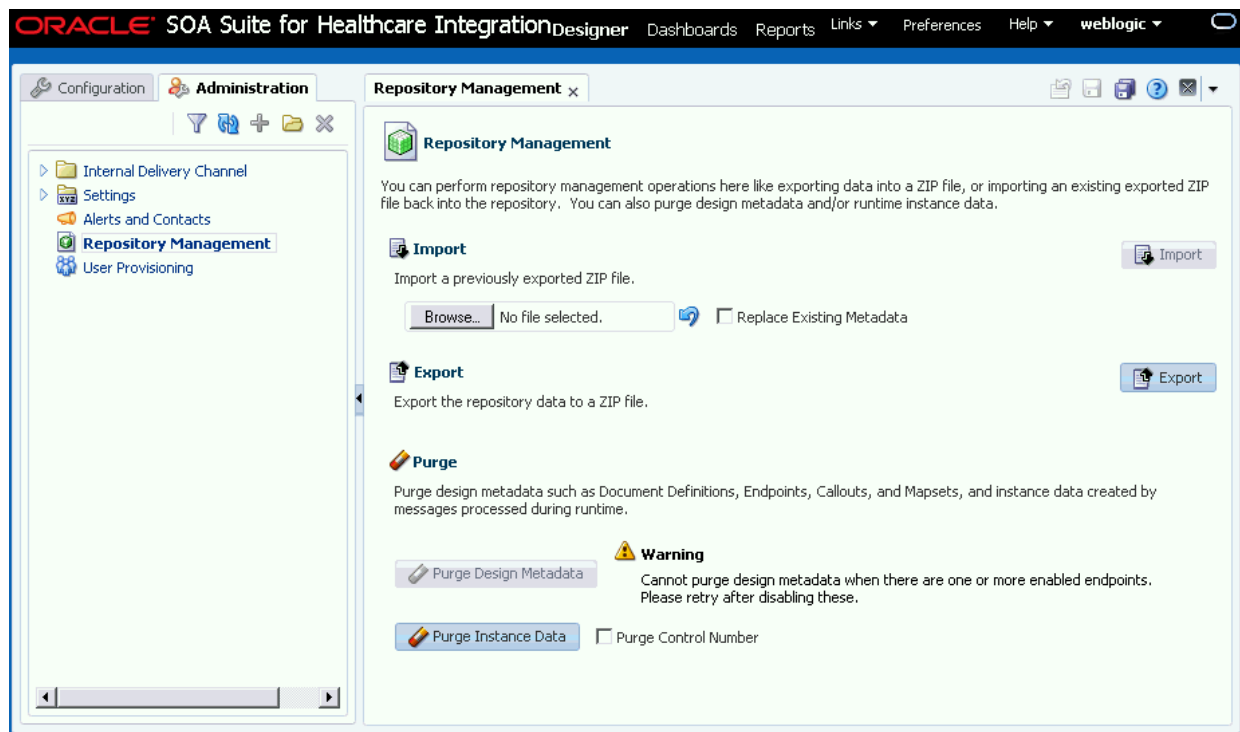 ORACLE SOA Suite for Healthcare Integration Designer Dashboards Reports Links Preferences Help weblogic
Configuration Administration
Internal Delivery Channel
xyz Settings
Alerts and Contacts
Repository Management
User Provisioning
Repository Management x
Repository Management
You can perform repository management operations here like exporting data into a ZIP file, or importing an existing exported ZIP
file back into the repository. You can also purge design metadata and/or runtime instance data.
Import Import
Import a previously exported ZIP file.
Browse... No file selected. Replace Existing Metadata
Export Export
Export the repository data to a ZIP file.
Purge
Purge design metadata such as Document Definitions, Endpoints, Callouts, and Mapsets, and instance data created by
messages processed during runtime.
Purge Design Metadata
Warning
Cannot purge design metadata when there are one or more enabled endpoints.
Please retry after disabling these.
Purge Instance Data Purge Control Number